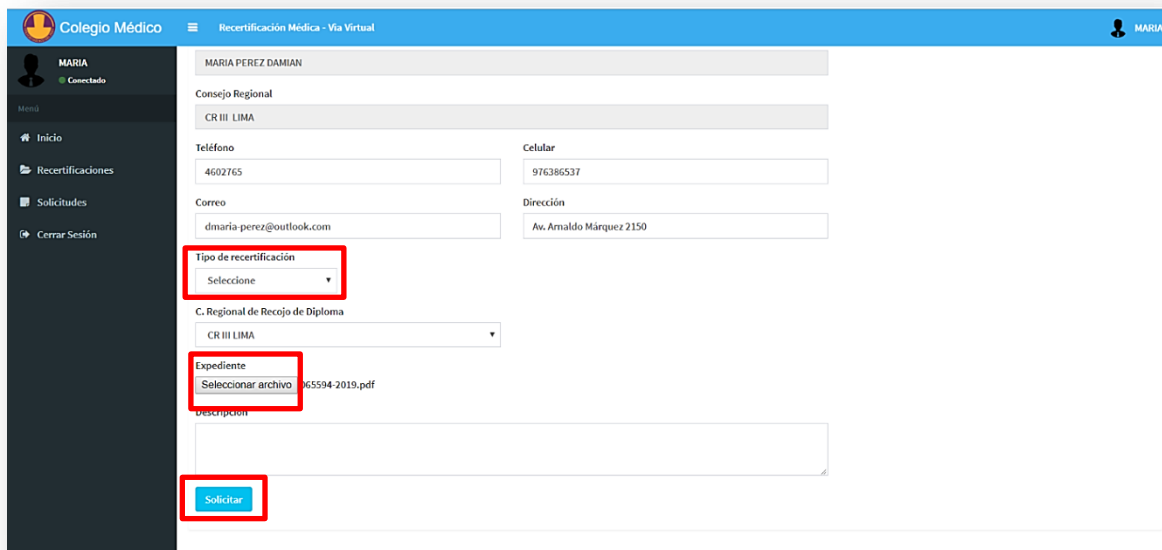 Colegio Médico
Recertificación Médica - Via Virtual
MARIA
MARIA
Conectado
Menú
Inicio
Recertificaciones
Solicitudes
Cerrar Sesión
MARIA PEREZ DAMIAN
Consejo Regional
CR III LIMA
Teléfono Celular
4602765 976386537
Correo Dirección
dmaria-perez@outlook.com Av. Arnaldo Márquez 2150
Tipo de recertificación
Seleccione
C. Regional de Recojo de Diploma
CR III LIMA
Expediente
Seleccionar archivo 065594-2019.pdf
Descripción
Solicitar